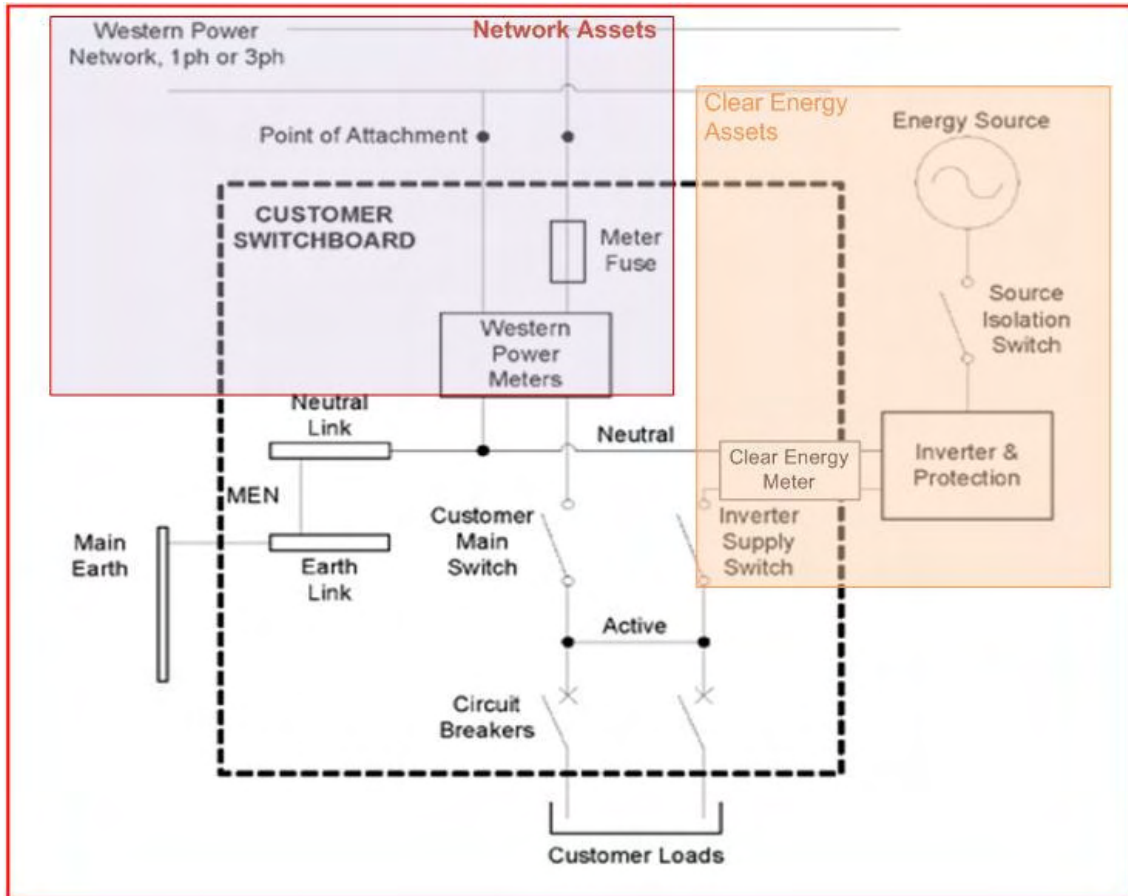 Western Power
Network, 1ph or 3ph
Network Assets
Clear Energy
Assets
Energy Source
Point of Attachment
CUSTOMER
SWITCHBOARD
Meter
Fuse
Source
Isolation
Switch
Western
Power
Meters
Neutral
Link
Neutral
Clear Energy
Meter
Inverter &
Protection
MEN
Customer
Main
Switch
Inverter
Supply
Switch
Main
Earth
Earth
Link
Active
Circuit
Breakers
Customer Loads